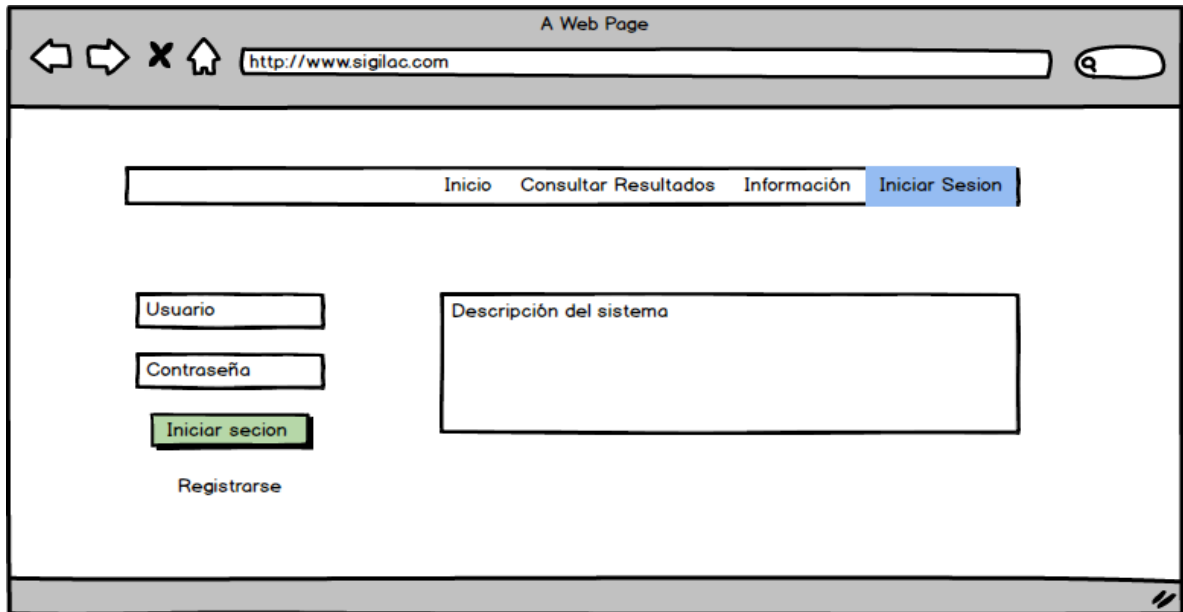 A Web Page
http://www.sigilac.com
Inicio Consultar Resultados Información Iniciar Sesion
Usuario
Descripción del sistema
Contraseña
Iniciar secion
Registrarse